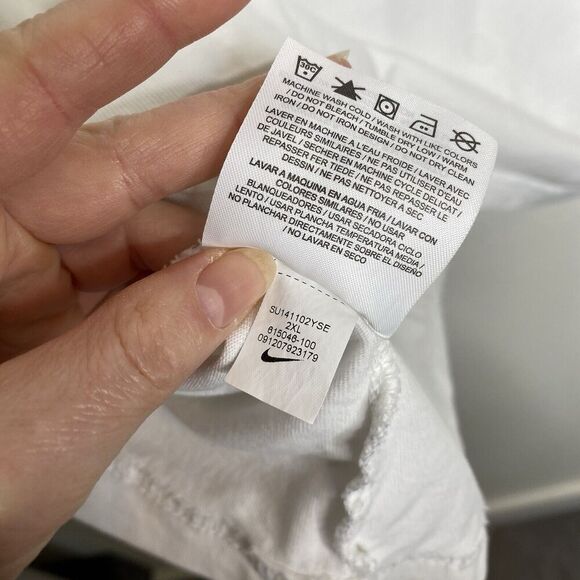 30C
MACHINE WASH COLD / WASH WITH LIKE COLORS
/ DO NOT BLEACH / TUMBLE DRY LOW / WARM
IRON / DO NOT IRON DESIGN / DO NOT DRY CLEAN
LAVER EN MACHINE A L'EAU FROIDE / LAVER AVEC
COULEURS SIMILAIRES / NE PAS UTILISER D'EAU
DE JAVEL / SECHER EN MACHINE CYCLE DELICAT /
REPASSER FER TIEDE / NE PAS REPASSER LE
DESSIN / NE PAS NETTOYER A SEC
LAVAR A MAQUINA EN AGUA FRIA / LAVAR CON
COLORES SIMILARES / NO USAR
BLANQUEADORES / USAR SECADORA CICLO
LENTO / USAR PLANCHA TEMPERATURA MEDIA /
NO PLANCHAR DIRECTAMENTE SOBRE EL DISEÑO
/ NO LAVAR EN SECO
SU141102YSE
2XL
615046-100
091207923179